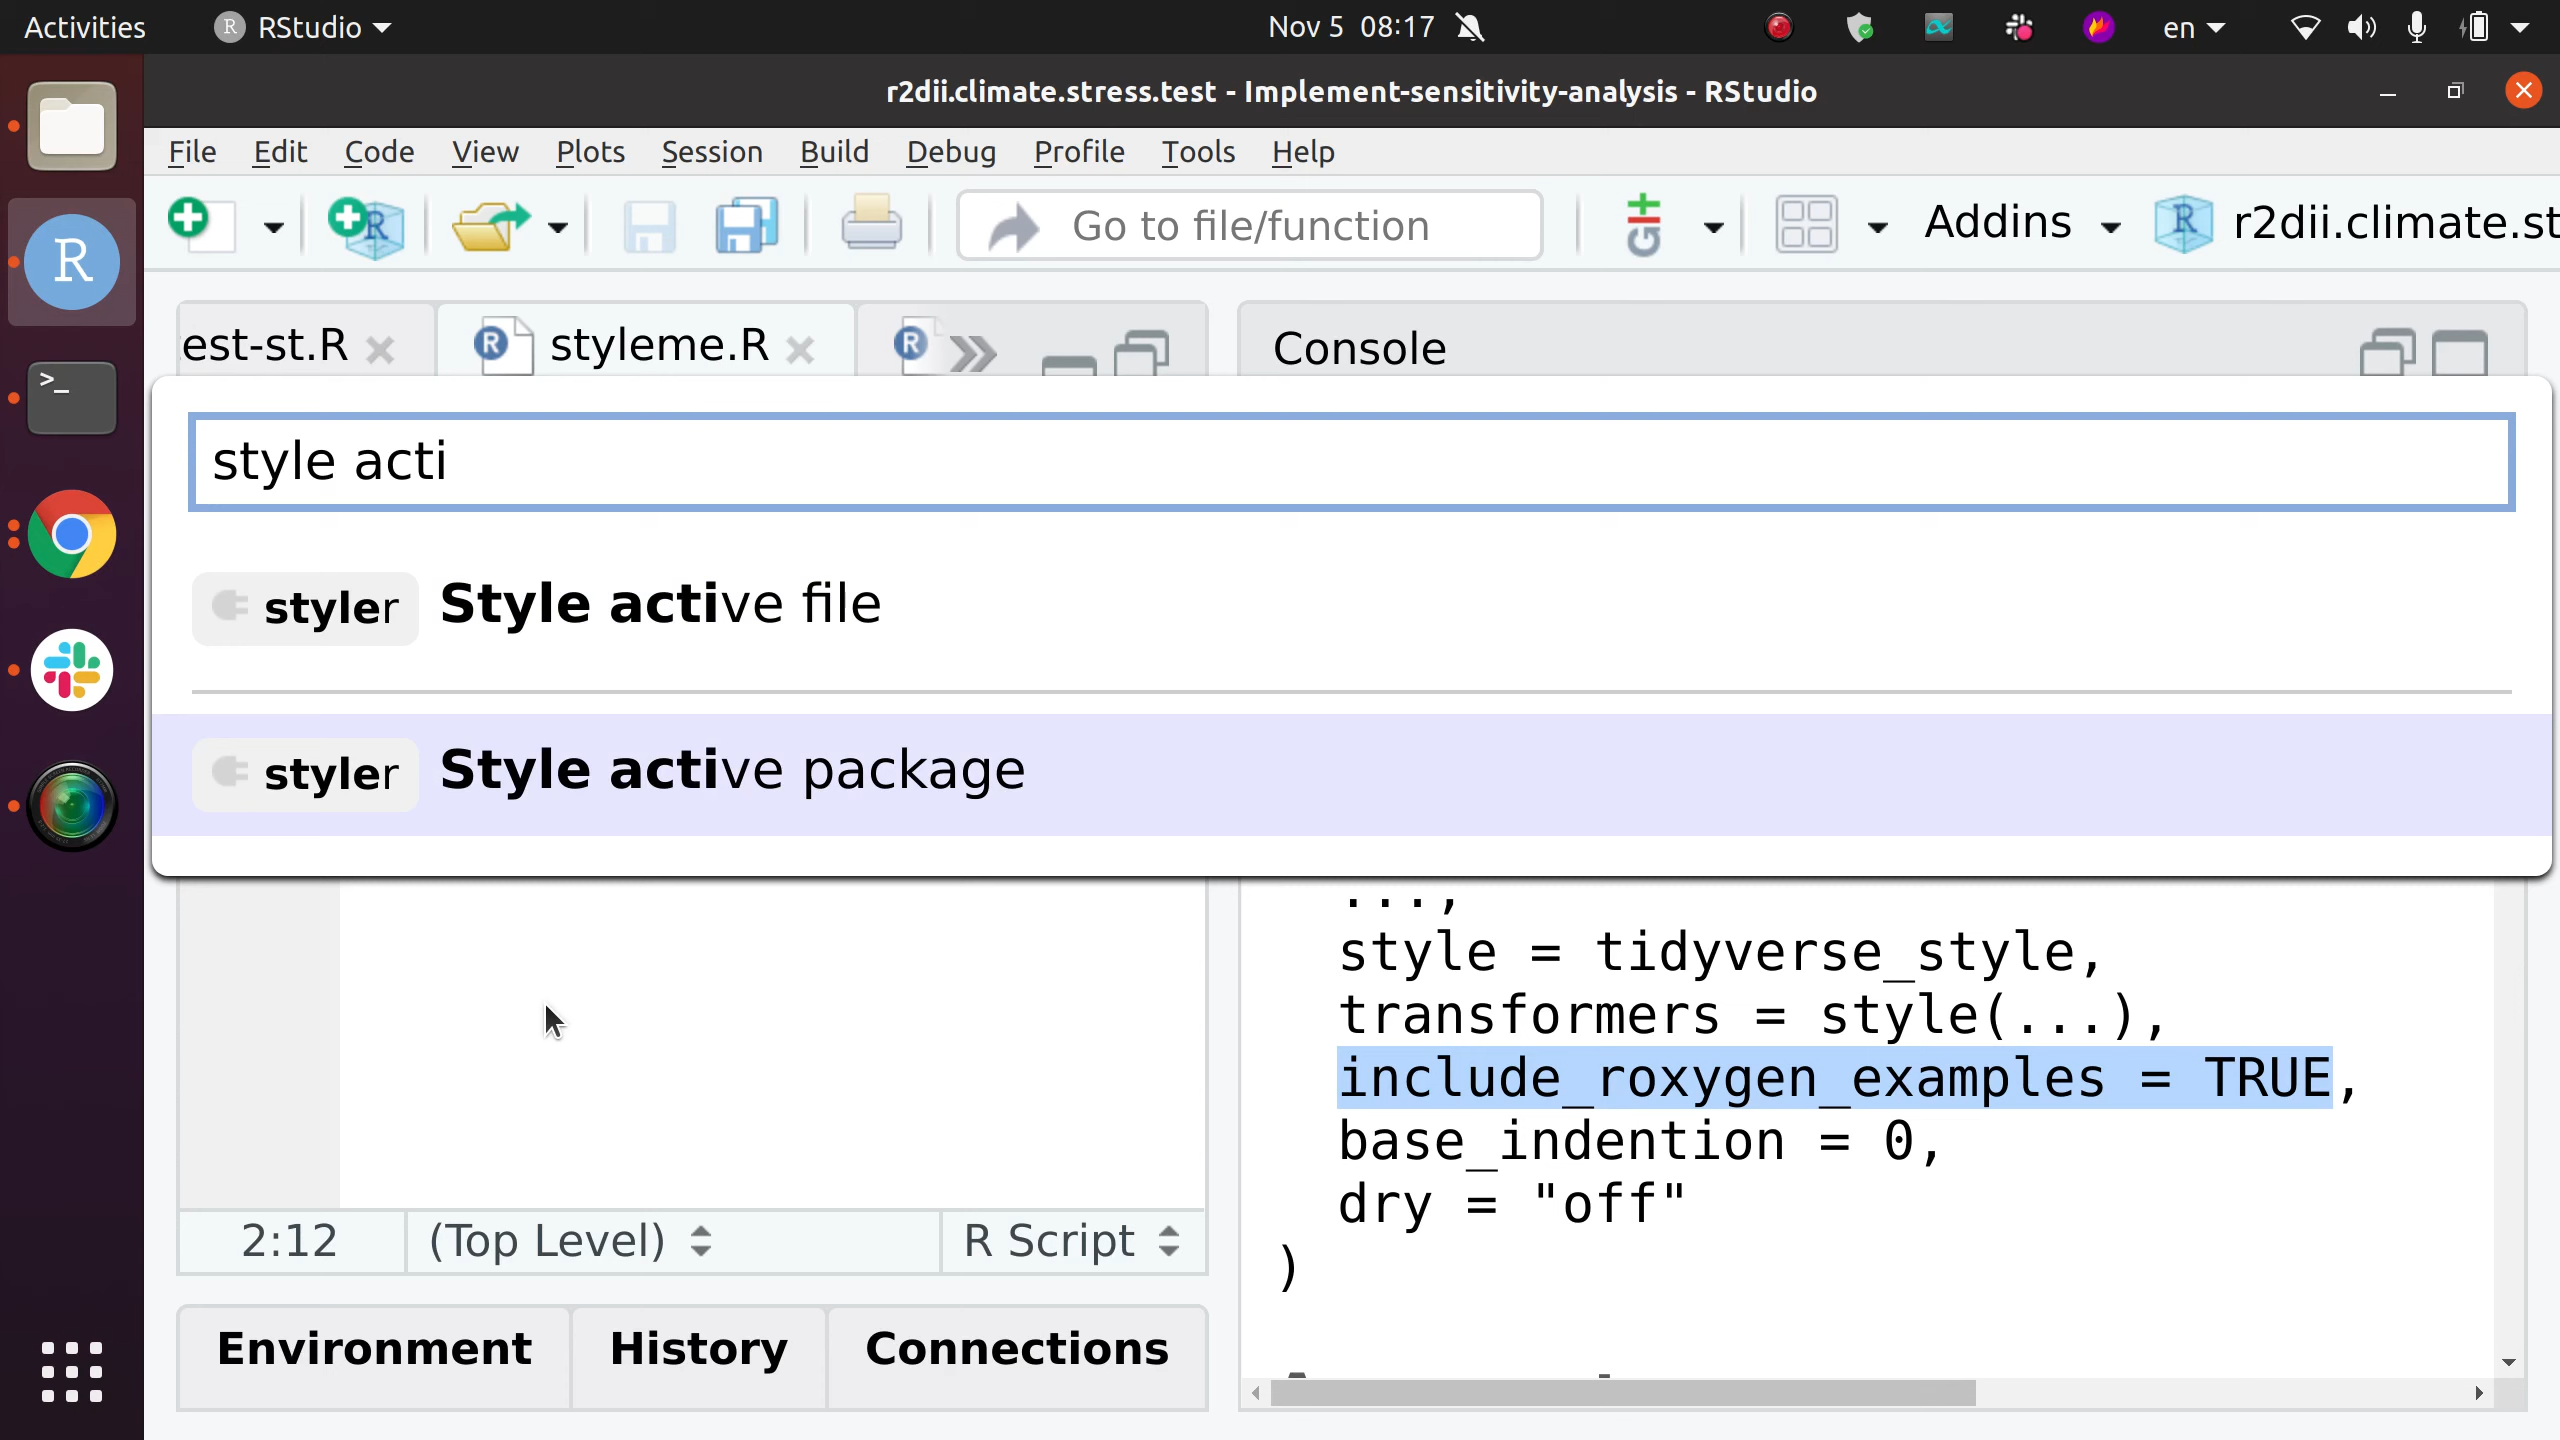 Activities
RStudio
Nov 5 08:17
en
r2dii.climate.stress.test - Implement-sensitivity-analysis - RStudio
File Edit Code View Plots Session Build Debug Profile Tools Help
Go to file/function
Git
Addins
r2dii.climate.st
est-st.R
styleme.R
Console
style acti
styler Style active file
styler Style active package
...,
style = tidyverse_style,
transformers = style(...),
include_roxygen_examples = TRUE,
base_indention = 0,
dry = "off"
)
2:12
(Top Level)
R Script
Environment
History
Connections